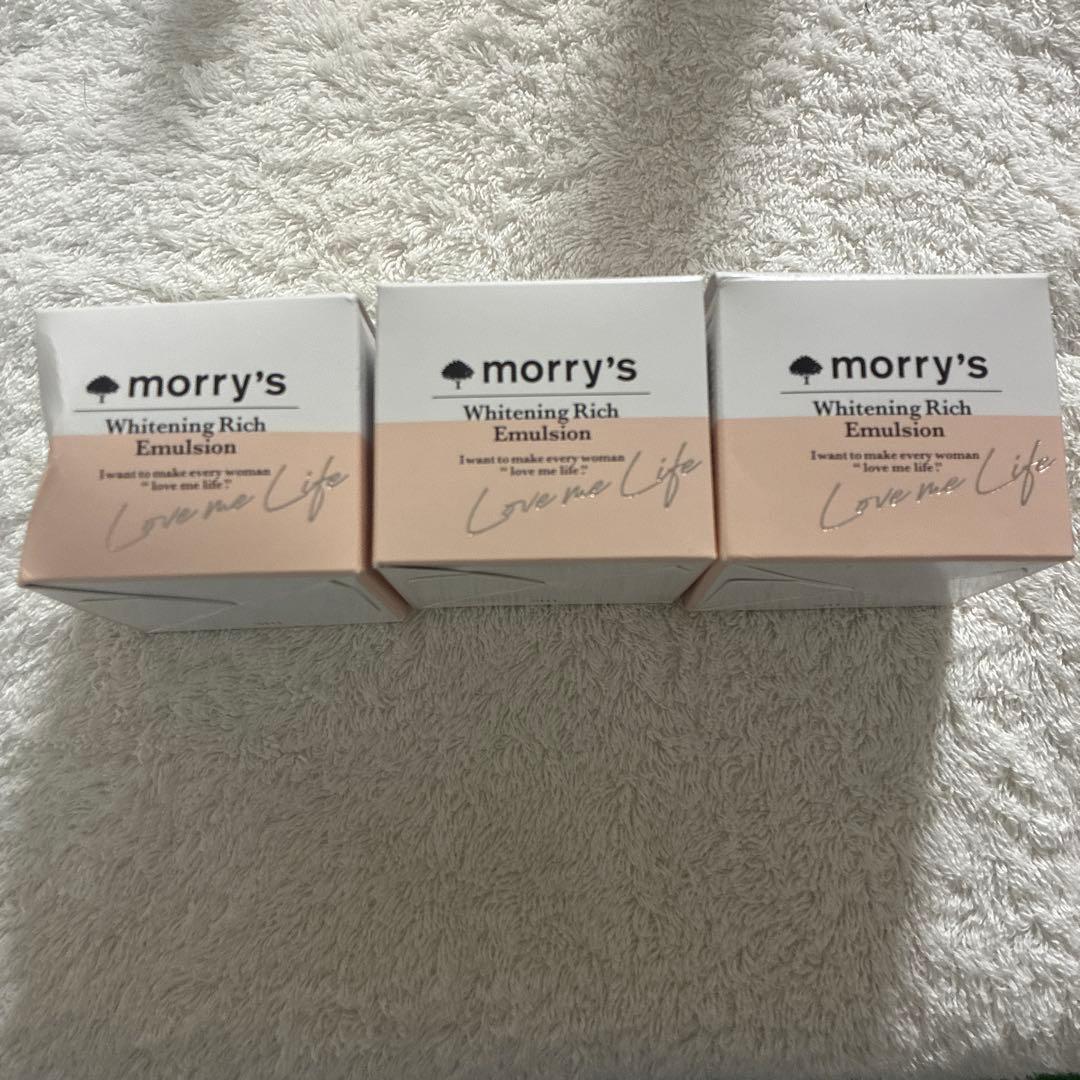 morry's
Whitening Rich
Emulsion
I want to make every woman
"love me life."
Love me Life
morry's
Whitening Rich
Emulsion
I want to make every woman
"love me life."
Love me Life
morry's
Whitening Rich
Emulsion
I want to make every woman
"love me life."
Love me Life